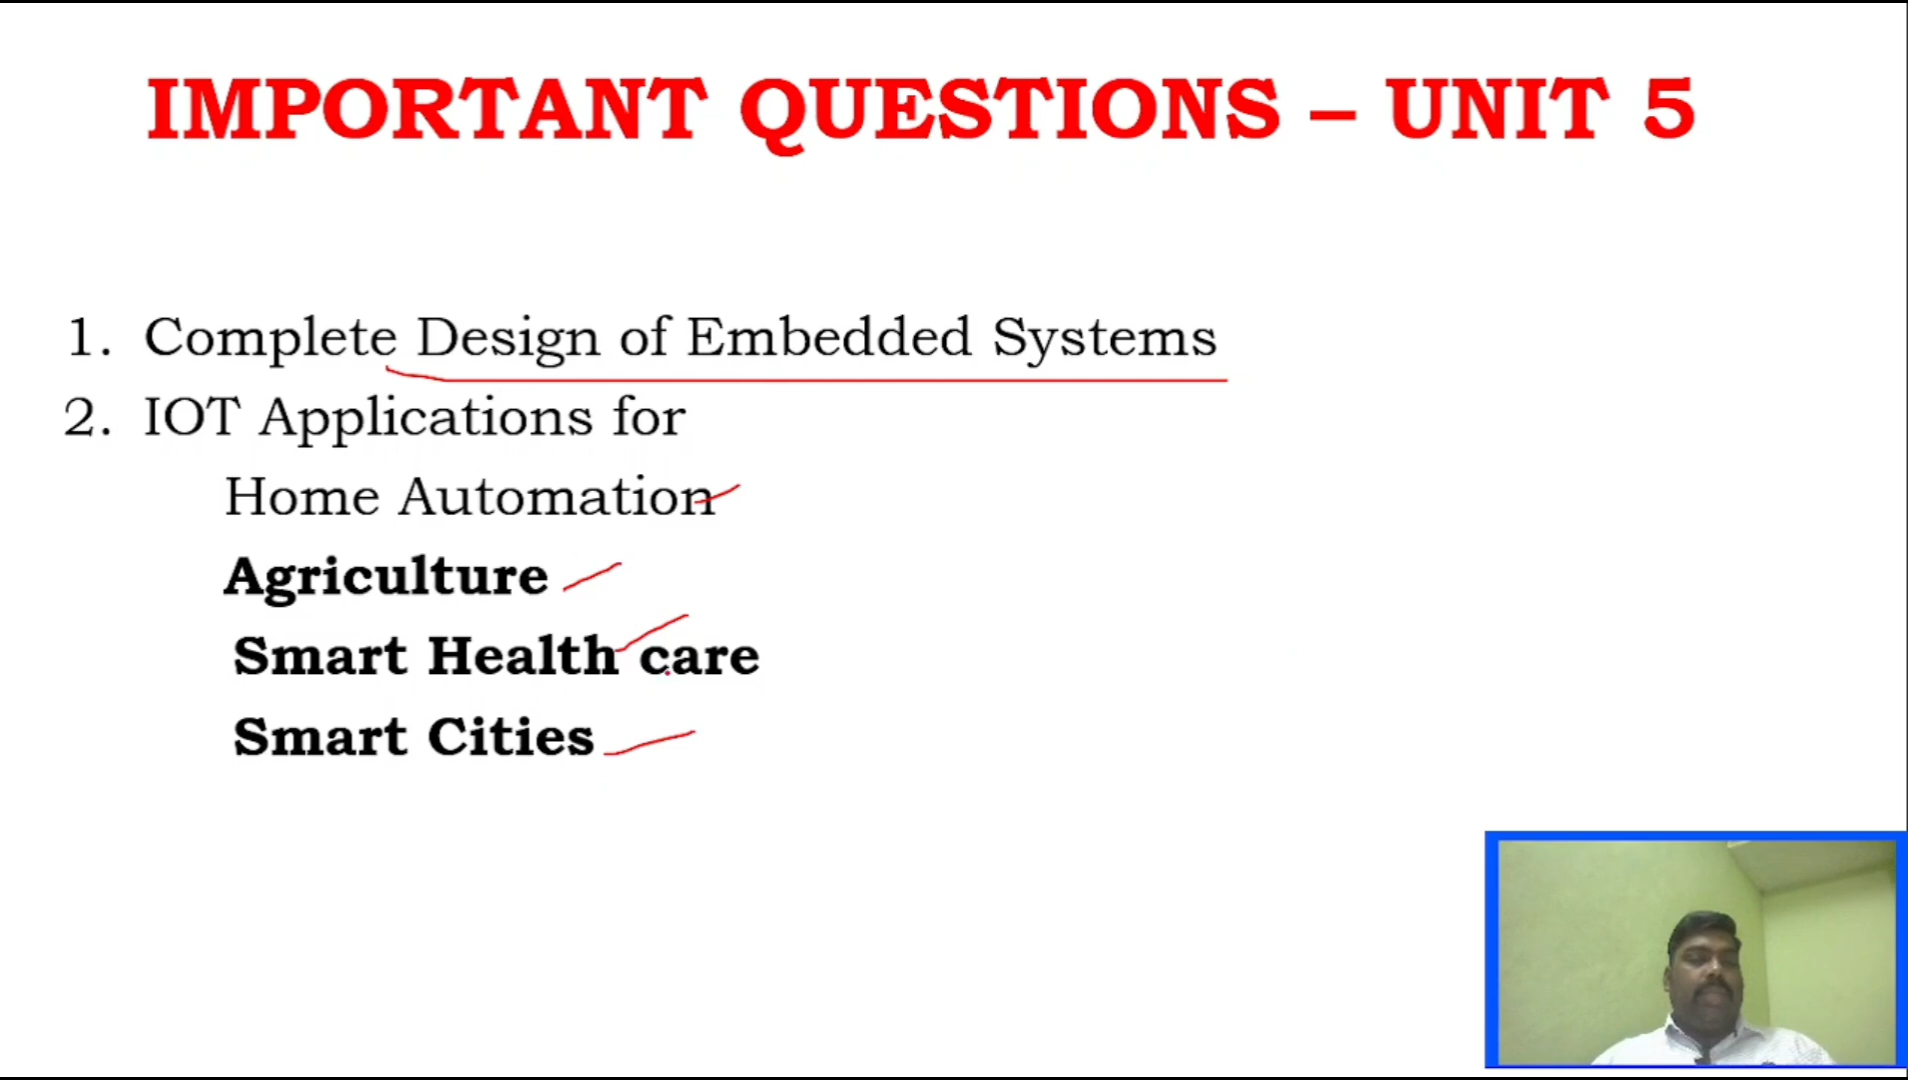 IMPORTANT QUESTIONS – UNIT 5
1. Complete Design of Embedded Systems
2. IOT Applications for
Home Automation
Agriculture
Smart Health care
Smart Cities